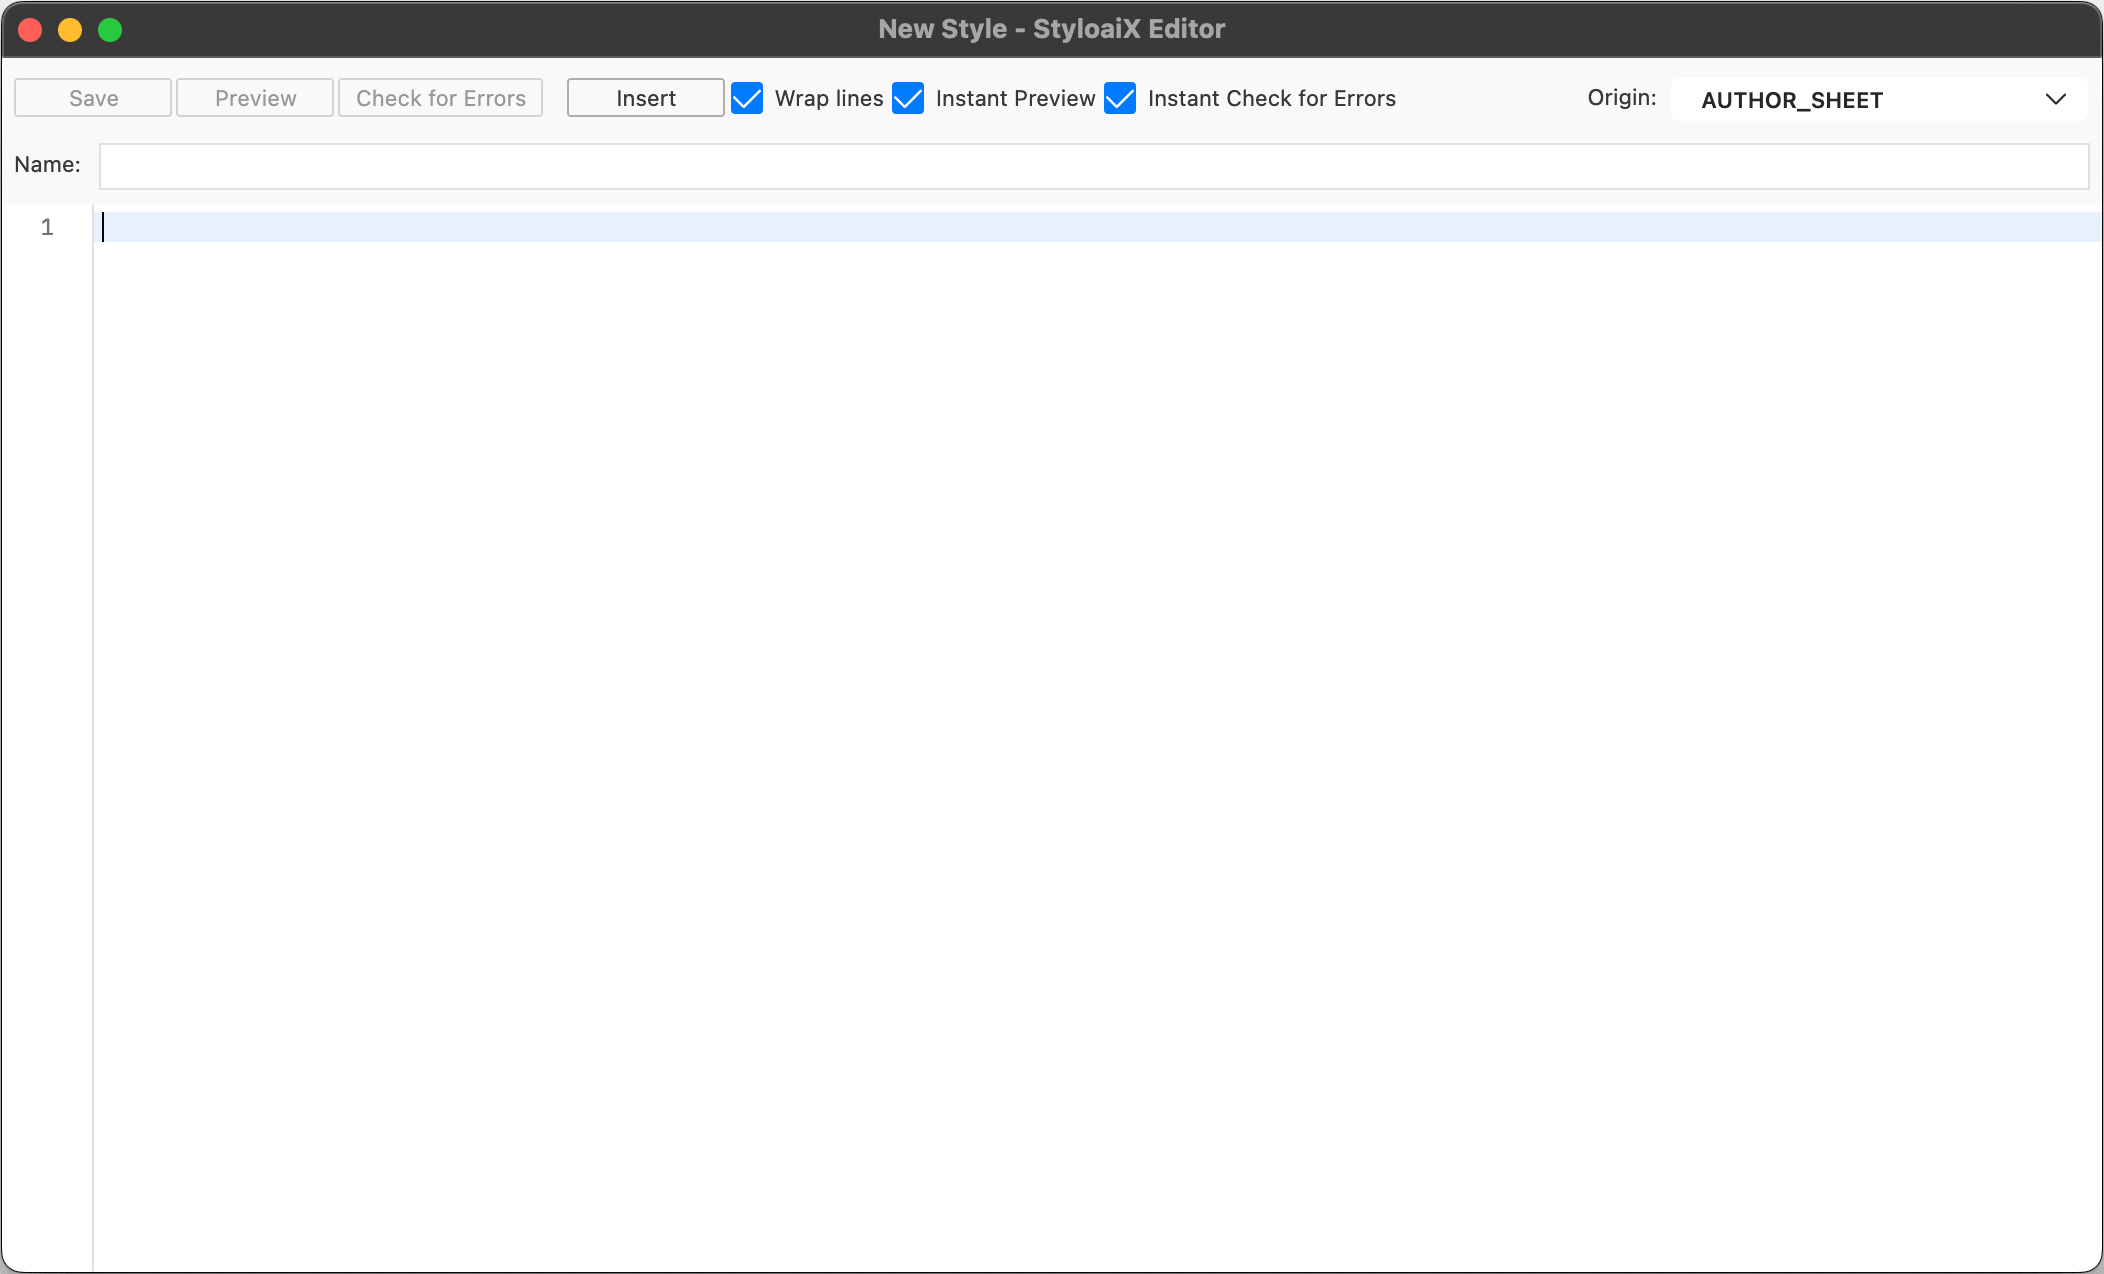 New Style - StyloaiX Editor
Save Preview Check for Errors Insert Wrap lines Instant Preview Instant Check for Errors Origin: AUTHOR_SHEET
Name:
1